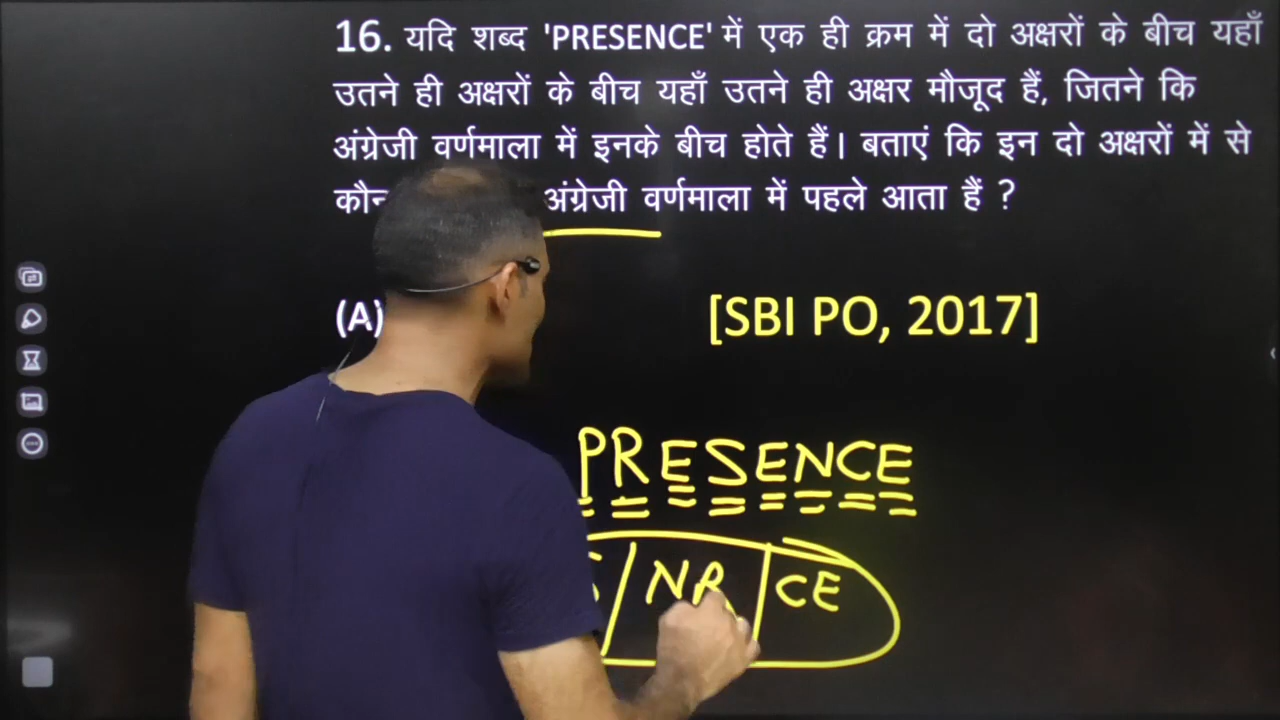 16. यदि शब्द 'PRESENCE' में एक ही क्रम में दो अक्षरों के बीच यहाँ
उतने ही अक्षरों के बीच यहाँ उतने ही अक्षर मौजूद हैं, जितने कि
अंग्रेजी वर्णमाला में इनके बीच होते हैं। बताएं कि इन दो अक्षरों में से
अंग्रेजी वर्णमाला में पहले आता हैं ?
(A) [SBI PO, 2017]
PRESENCE
NR CE